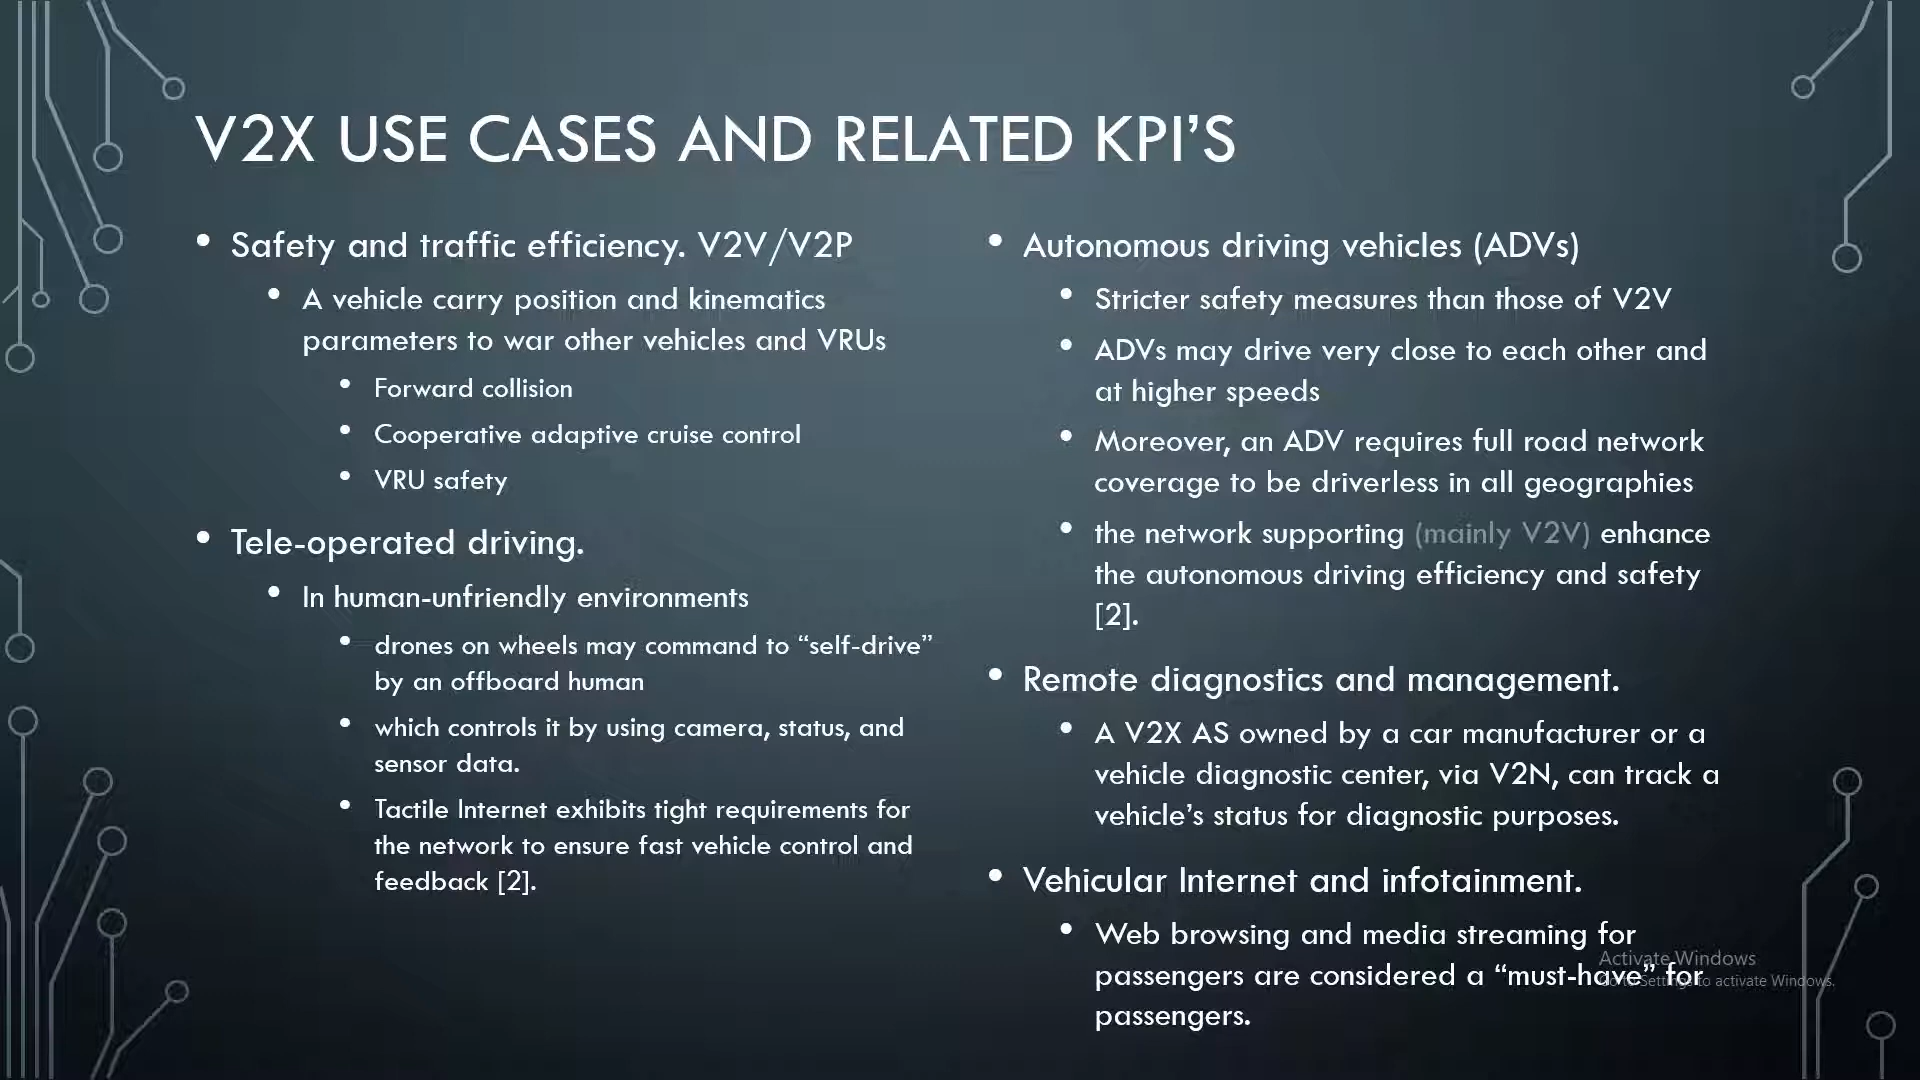 V2X USE CASES AND RELATED KPI’S
• Safety and traffic efficiency. V2V/V2P
• A vehicle carry position and kinematics
parameters to war other vehicles and VRUs
• Forward collision
• Cooperative adaptive cruise control
• VRU safety
• Tele-operated driving.
• In human-unfriendly environments
• drones on wheels may command to “self-drive”
by an offboard human
• which controls it by using camera, status, and
sensor data.
• Tactile Internet exhibits tight requirements for
the network to ensure fast vehicle control and
feedback [2].
• Autonomous driving vehicles (ADVs)
• Stricter safety measures than those of V2V
• ADVs may drive very close to each other and
at higher speeds
• Moreover, an ADV requires full road network
coverage to be driverless in all geographies
• the network supporting (mainly V2V) enhance
the autonomous driving efficiency and safety
[2].
• Remote diagnostics and management.
• A V2X AS owned by a car manufacturer or a
vehicle diagnostic center, via V2N, can track a
vehicle’s status for diagnostic purposes.
• Vehicular Internet and infotainment.
• Web browsing and media streaming for
passengers are considered a “must-have” for
passengers.
Activate Windows
Go to Settings to activate Windows.